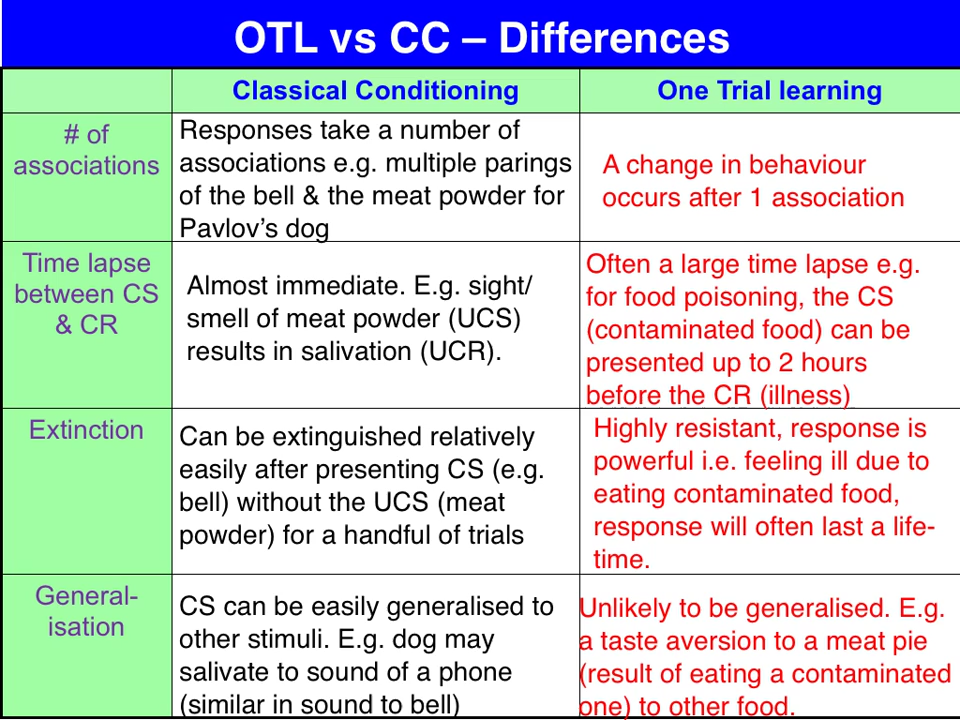 OTL vs CC – Differences
Classical Conditioning
One Trial learning
# of
associations
Responses take a number of
associations e.g. multiple parings
of the bell & the meat powder for
Pavlov's dog
A change in behaviour
occurs after 1 association
Time lapse
between CS
& CR
Almost immediate. E.g. sight/
smell of meat powder (UCS)
results in salivation (UCR).
Often a large time lapse e.g.
for food poisoning, the CS
(contaminated food) can be
presented up to 2 hours
before the CR (illness)
Extinction
Can be extinguished relatively
easily after presenting CS (e.g.
bell) without the UCS (meat
powder) for a handful of trials
Highly resistant, response is
powerful i.e. feeling ill due to
eating contaminated food,
response will often last a life-
time.
General-
isation
CS can be easily generalised to
other stimuli. E.g. dog may
salivate to sound of a phone
(similar in sound to bell)
Unlikely to be generalised. E.g.
a taste aversion to a meat pie
(result of eating a contaminated
one) to other food.